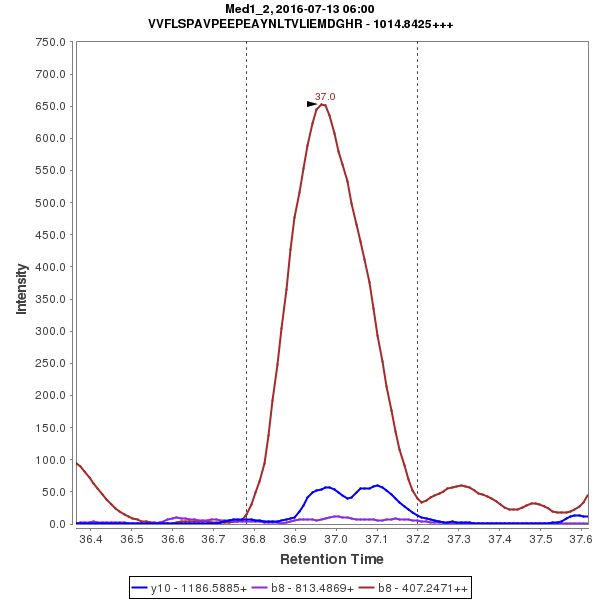 Med1_2, 2016-07-13 06:00
VVFLSPAVPEEPEAYNLTVLIEMDGHR - 1014.8425+++
750.0
700.0
650.0
600.0
550.0
500.0
450.0
400.0
350.0
300.0
250.0
200.0
150.0
100.0
50.0
0.0
Intensity
37.0
36.4 36.5 36.6 36.7 36.8 36.9 37.0 37.1 37.2 37.3 37.4 37.5 37.6
Retention Time
y10 - 1186.5885+ b8 - 813.4869+ b8 - 407.2471++